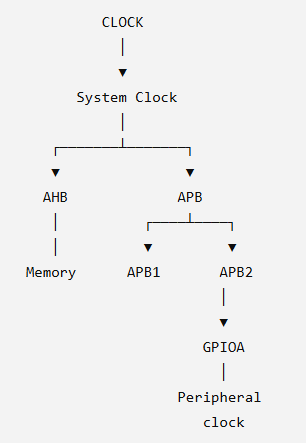 CLOCK
System Clock
AHB APB
Memory APB1 APB2
GPIOA
Peripheral
clock